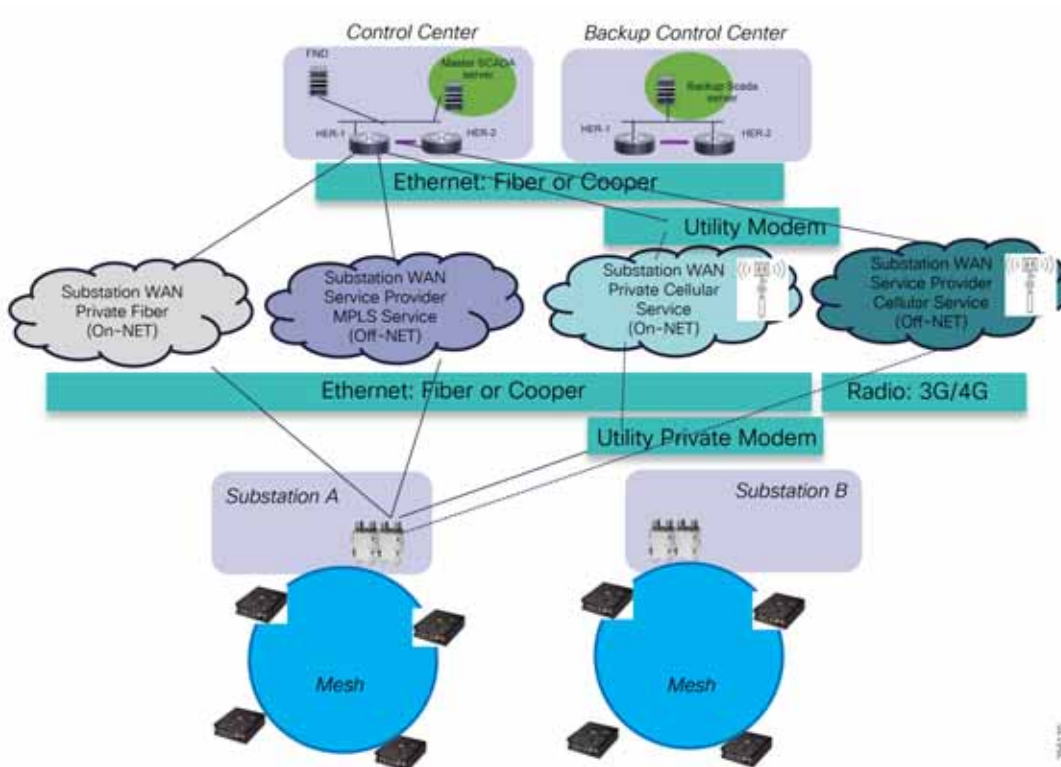 Control Center
Backup Control Center
FND
Master SCADA
server
Backup Scada
server
HER-1
HER-2
HER-1
HER-2
Ethernet: Fiber or Cooper
Utility Modem
Substation WAN
Private Fiber
(On-NET)
Substation WAN
Service Provider
MPLS Service
(Off-NET)
Substation WAN
Private Cellular
Service
(On-NET)
Substation WAN
Service Provider
Cellular Service
(Off-NET)
Ethernet: Fiber or Cooper
Radio: 3G/4G
Utility Private Modem
Substation A
Substation B
Mesh
Mesh